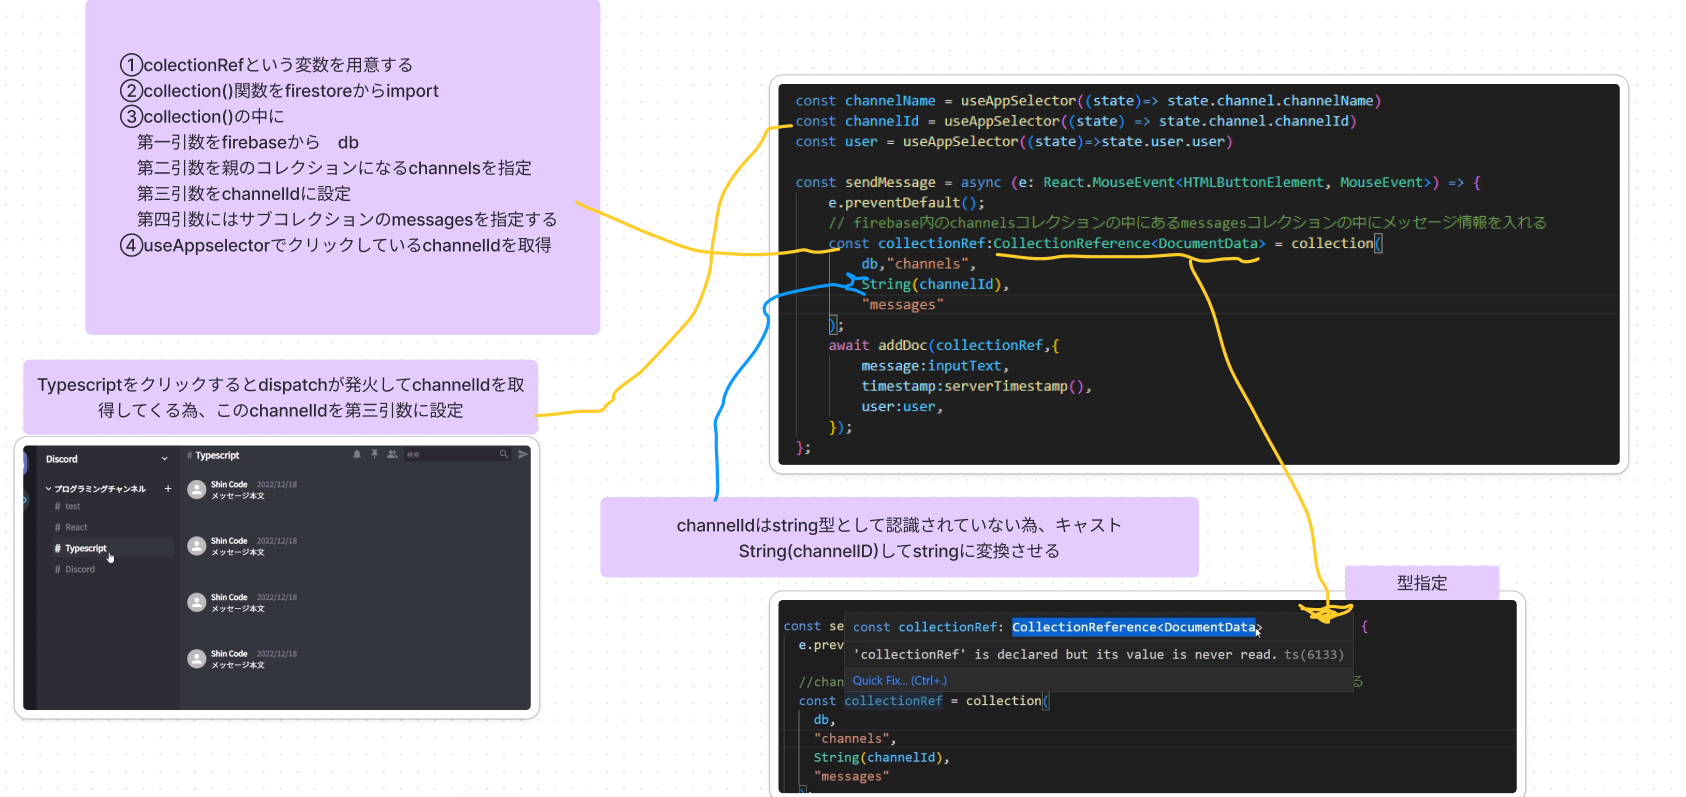 ①colectionRefという変数を用意する
②collection()関数をfirestoreからimport
③collection()の中に
第一引数をfirebaseから　db
第二引数を親のコレクションになるchannelsを指定
第三引数をchannelIdに設定
第四引数にはサブコレクションのmessagesを指定する
④useAppselectorでクリックしているchannelIdを取得
const channelName = useAppSelector((state)=> state.channel.channelName)
const channelId = useAppSelector((state) => state.channel.channelId)
const user = useAppSelector((state)=>state.user.user)
const sendMessage = async (e: React.MouseEvent<HTMLButtonElement, MouseEvent>) => {
e.preventDefault();
// firebase内のchannelsコレクションの中にあるmessagesコレクションの中にメッセージ情報を入れる
const collectionRef:CollectionReference<DocumentData> = collection(
db,"channels",
String(channelId),
"messages"
);
await addDoc(collectionRef,{
message:inputText,
timestamp:serverTimestamp(),
user:user,
});
};
Typescriptをクリックするとdispatchが発火してchannelIdを取
得してくる為、このchannelIdを第三引数に設定
Discord
プログラミングチャンネル +
# test
# React
# Typescript
# Discord
# Typescript
検索
Shin Code 2022/12/18
メッセージ本文
Shin Code 2022/12/18
メッセージ本文
Shin Code 2022/12/18
メッセージ本文
Shin Code 2022/12/18
メッセージ本文
channelIdはstring型として認識されていない為、キャスト
String(channelID)してstringに変換させる
型指定
const se
const collectionRef: CollectionReference<DocumentData>
{
e.prev
'collectionRef' is declared but its value is never read. ts(6133)
Quick Fix... (Ctrl+.)
//chan
る
const collectionRef = collection(
db,
"channels",
String(channelId),
"messages"
);